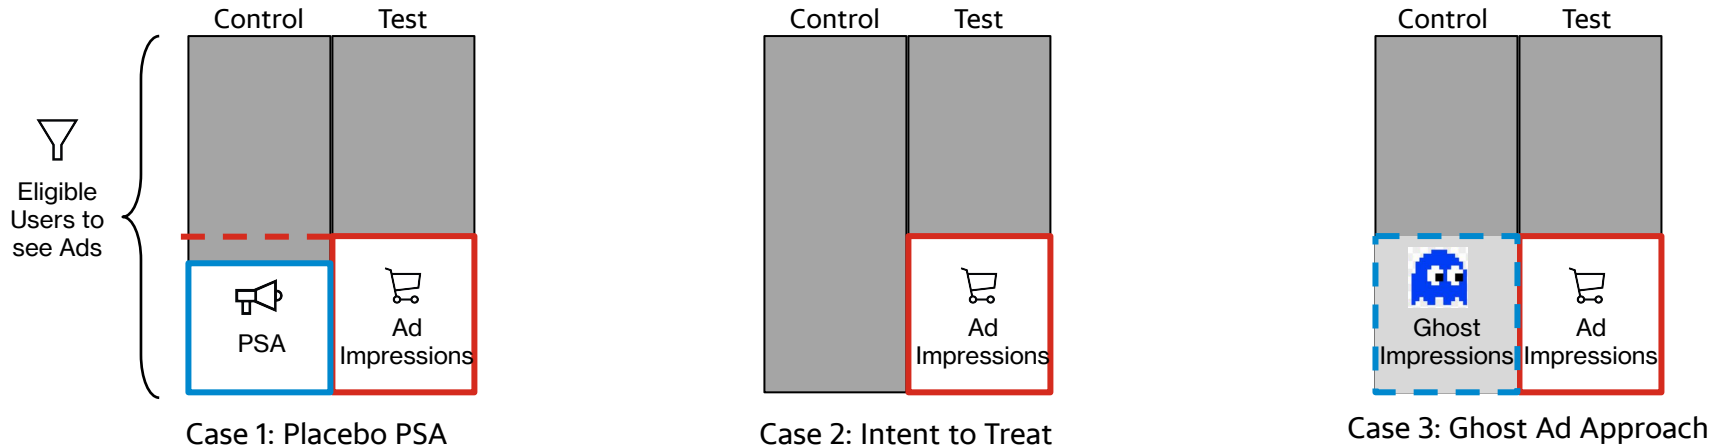 Control Test
Eligible
Users to
see Ads
PSA
Ad
Impressions
Case 1: Placebo PSA
Control Test
Ad
Impressions
Case 2: Intent to Treat
Control Test
Ghost
Impressions
Ad
Impressions
Case 3: Ghost Ad Approach